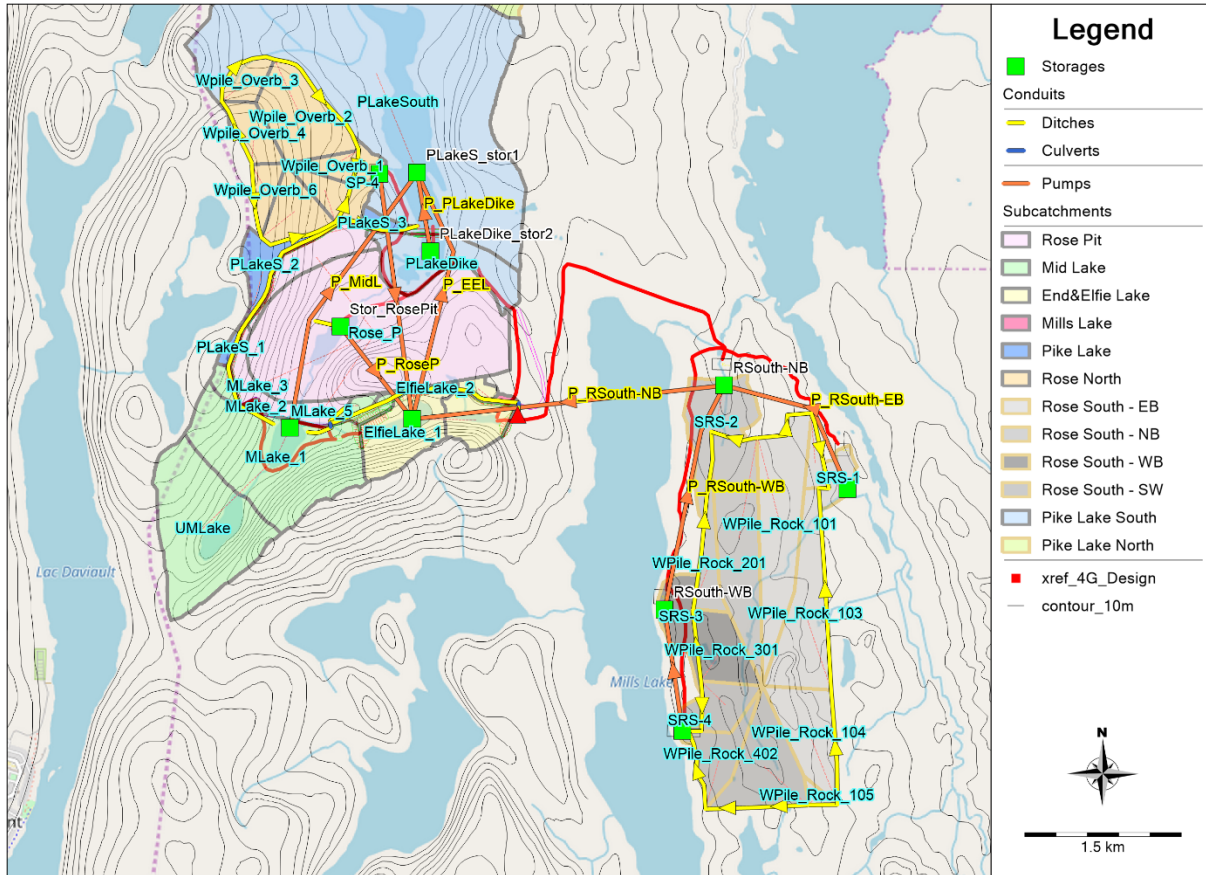 Wpile_Overb_3
PLakeSouth
Wpile_Overb_2
Wpile_Overb_4
PLakeS_stor1
Wpile_Overb_1
SP-4
Wpile_Overb_6
P_PLakeDike
PLakeS_3
PLakeDike_stor2
PLakeS_2
PLakeDike
P_MidL
P_EEL
Stor_RosePit
Rose_P
PLakeS_1
P_RoseP
MLake_3
ElfieLake_2
MLake_2
MLake_5
ElfieLake_1
MLake_1
UMLake
Lac Daviault
RSouth-NB
P_RSouth-NB
P_RSouth-EB
SRS-2
SRS-1
P_RSouth-WB
WPile_Rock_101
WPile_Rock_201
RSouth-WB
SRS-3
WPile_Rock_103
WPile_Rock_301
Mills Lake
SRS-4
WPile_Rock_104
WPile_Rock_402
WPile_Rock_105
nt
Legend
Storages
Conduits
Ditches
Culverts
Pumps
Subcatchments
Rose Pit
Mid Lake
End&Elfie Lake
Mills Lake
Pike Lake
Rose North
Rose South - EB
Rose South - NB
Rose South - WB
Rose South - SW
Pike Lake South
Pike Lake North
xref_4G_Design
contour_10m
N
1.5 km